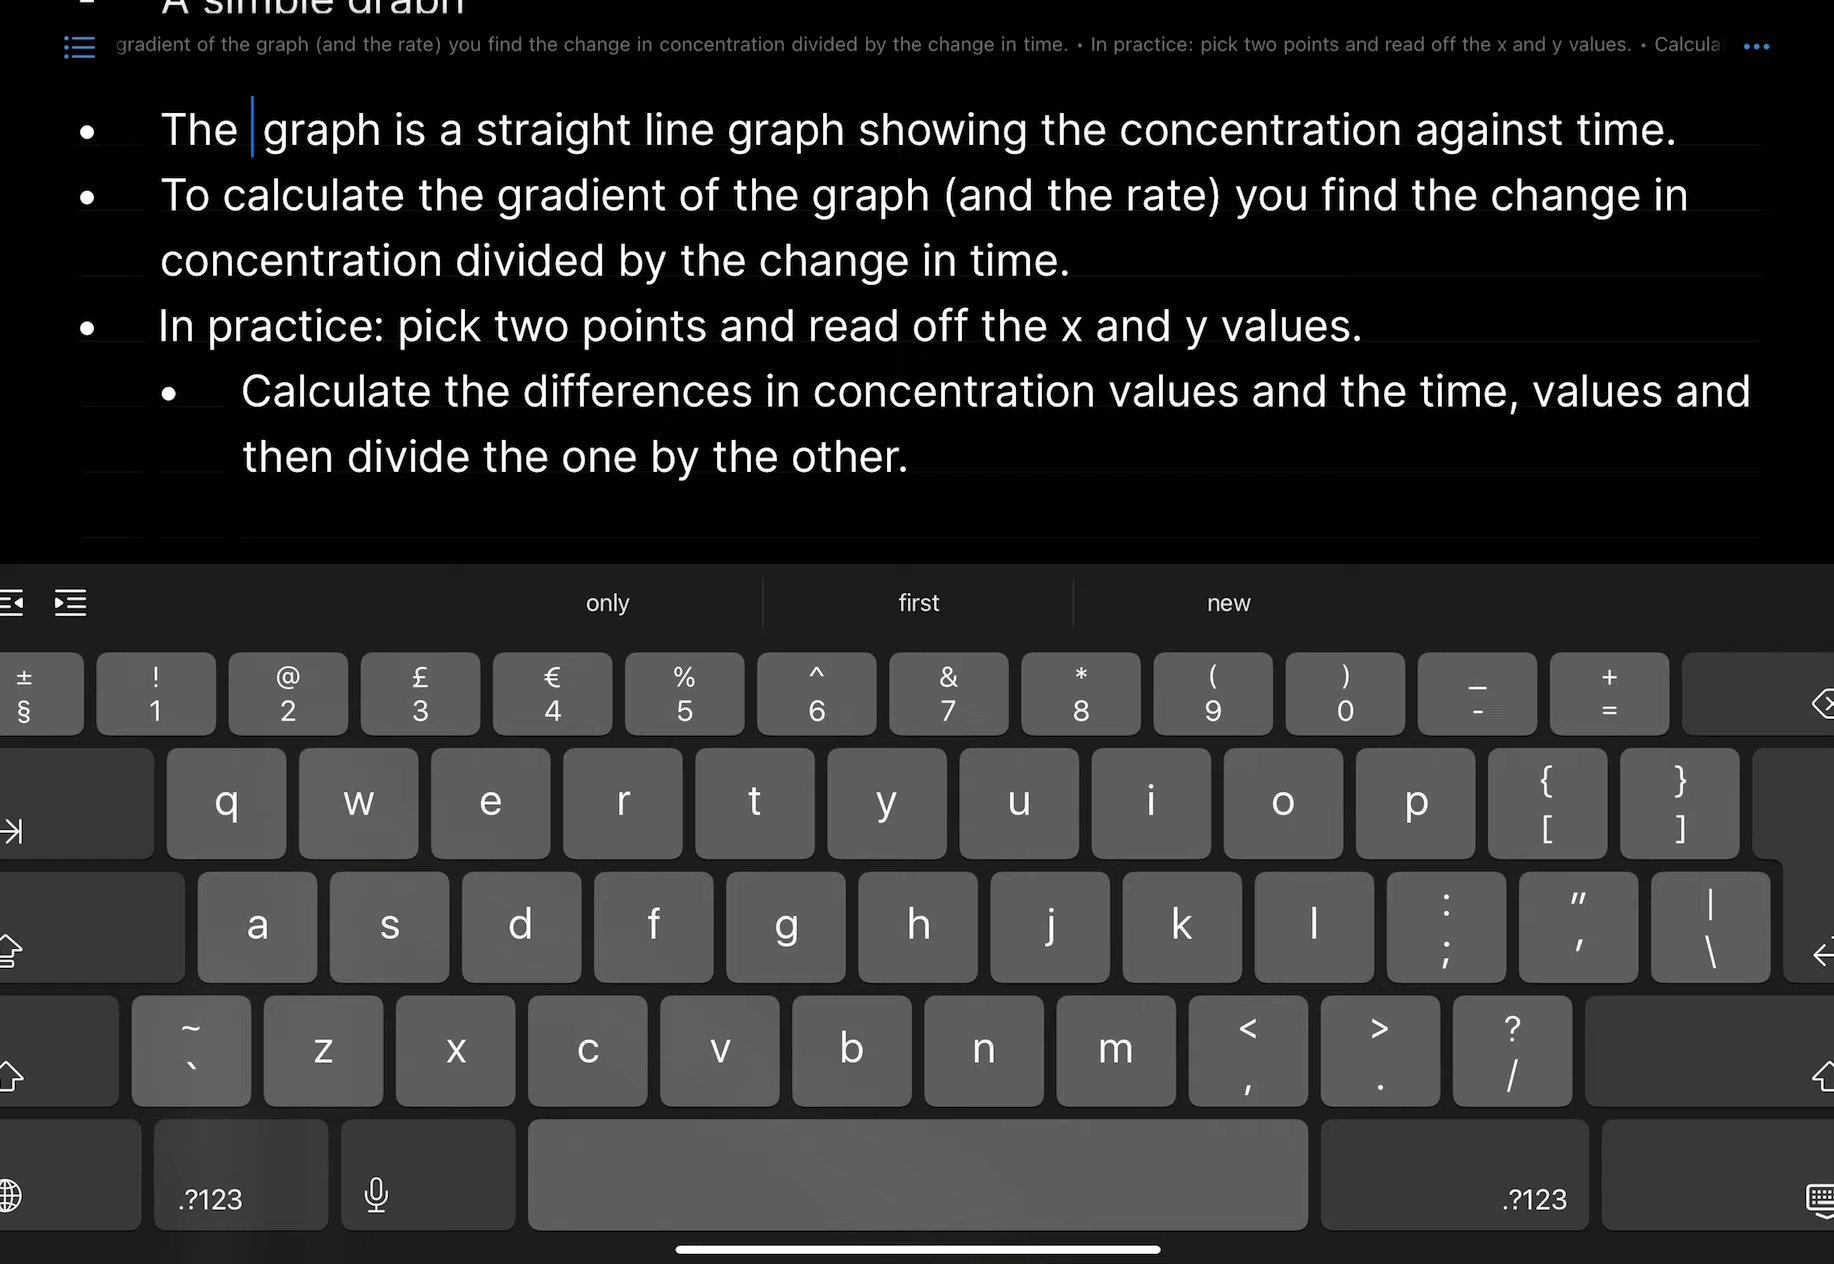 - A simple graph
gradient of the graph (and the rate) you find the change in concentration divided by the change in time. • In practice: pick two points and read off the x and y values. • Calcula
• The graph is a straight line graph showing the concentration against time.
• To calculate the gradient of the graph (and the rate) you find the change in
concentration divided by the change in time.
• In practice: pick two points and read off the x and y values.
• Calculate the differences in concentration values and the time, values and
then divide the one by the other.
only first new
± ! @ £ € % ^ & * ( ) _ +
§ 1 2 3 4 5 6 7 8 9 0 - =
q w e r t y u i o p { }
[ ]
a s d f g h j k l : " |
; ' \
~ z x c v b n m < > ?
` , . /
.?123 .?123